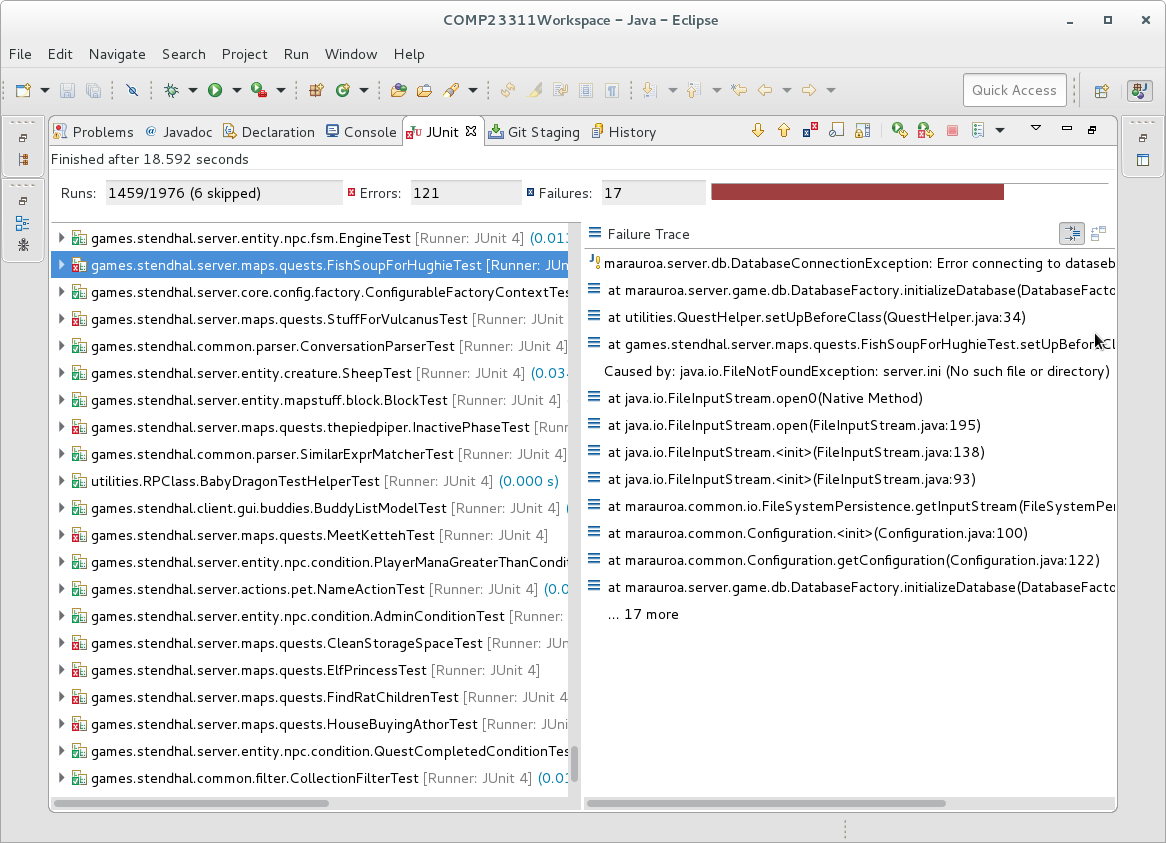 COMP23311Workspace – Java – Eclipse
File Edit Navigate Search Project Run Window Help
Quick Access
Problems @ Javadoc Declaration Console JUnit Git Staging History
Finished after 18.592 seconds
Runs: 1459/1976 (6 skipped) Errors: 121 Failures: 17
games.stendhal.server.entity.npc.fsm.EngineTest [Runner: JUnit 4] (0.01
games.stendhal.server.maps.quests.FishSoupForHughieTest [Runner: JUn
games.stendhal.server.core.config.factory.ConfigurableFactoryContextTes
games.stendhal.server.maps.quests.StuffForVulcanusTest [Runner: JUnit
games.stendhal.common.parser.ConversationParserTest [Runner: JUnit 4]
games.stendhal.server.entity.creature.SheepTest [Runner: JUnit 4] (0.03
games.stendhal.server.entity.mapstuff.block.BlockTest [Runner: JUnit 4]
games.stendhal.server.maps.quests.thepiedpiper.InactivePhaseTest [Runn
games.stendhal.common.parser.SimilarExprMatcherTest [Runner: JUnit 4]
utilities.RPClass.BabyDragonTestHelperTest [Runner: JUnit 4] (0.000 s)
games.stendhal.client.gui.buddies.BuddyListModelTest [Runner: JUnit 4] (
games.stendhal.server.maps.quests.MeetKettehTest [Runner: JUnit 4]
games.stendhal.server.entity.npc.condition.PlayerManaGreaterThanCondit
games.stendhal.server.actions.pet.NameActionTest [Runner: JUnit 4] (0.0
games.stendhal.server.entity.npc.condition.AdminConditionTest [Runner:
games.stendhal.server.maps.quests.CleanStorageSpaceTest [Runner: JUn
games.stendhal.server.maps.quests.ElfPrincessTest [Runner: JUnit 4]
games.stendhal.server.maps.quests.FindRatChildrenTest [Runner: JUnit 4
games.stendhal.server.maps.quests.HouseBuyingAthorTest [Runner: JUni
games.stendhal.server.entity.npc.condition.QuestCompletedConditionTes
games.stendhal.common.filter.CollectionFilterTest [Runner: JUnit 4] (0.01
Failure Trace
marauroa.server.db.DatabaseConnectionException: Error connecting to dataseb
at marauroa.server.game.db.DatabaseFactory.initializeDatabase(DatabaseFacto
at utilities.QuestHelper.setUpBeforeClass(QuestHelper.java:34)
at games.stendhal.server.maps.quests.FishSoupForHughieTest.setUpBeforeCl
Caused by: java.io.FileNotFoundException: server.ini (No such file or directory)
at java.io.FileInputStream.open0(Native Method)
at java.io.FileInputStream.open(FileInputStream.java:195)
at java.io.FileInputStream.<init>(FileInputStream.java:138)
at java.io.FileInputStream.<init>(FileInputStream.java:93)
at marauroa.common.io.FileSystemPersistence.getInputStream(FileSystemPer
at marauroa.common.Configuration.<init>(Configuration.java:100)
at marauroa.common.Configuration.getConfiguration(Configuration.java:122)
at marauroa.server.game.db.DatabaseFactory.initializeDatabase(DatabaseFacto
... 17 more